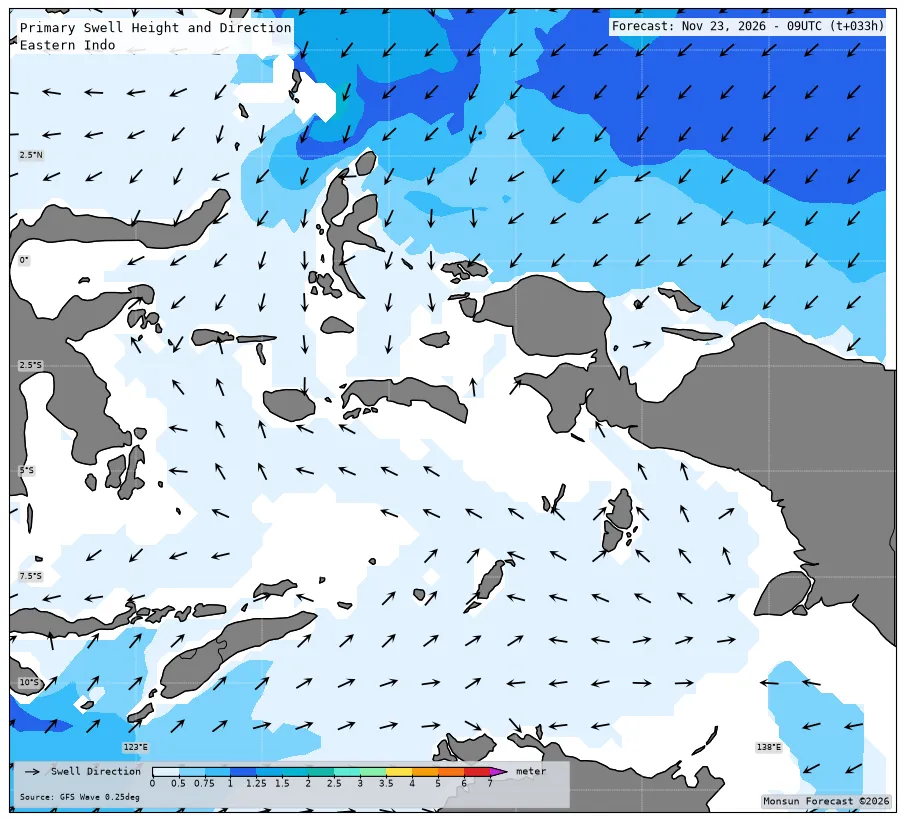 Primary Swell Height and Direction
Eastern Indo
Forecast: Nov 23, 2026 - 09UTC (t+033h)
2.5°N
0°
2.5°S
5°S
7.5°S
10°S
123°E
138°E
Swell Direction
0 0.5 0.75 1 1.25 1.5 2 2.5 3 3.5 4 5 6 7
meter
Source: GFS Wave 0.25deg
Monsun Forecast ©2026